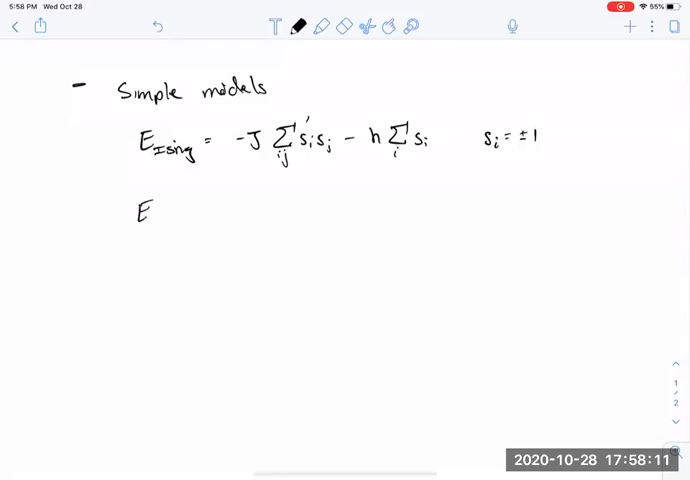 5:58 PM Wed Oct 28
55%
- Simple models
E_Ising = -J Σ'_ij s_i s_j - h Σ_i s_i    s_i = ±1
E
1
/
2
2020-10-28 17:58:11